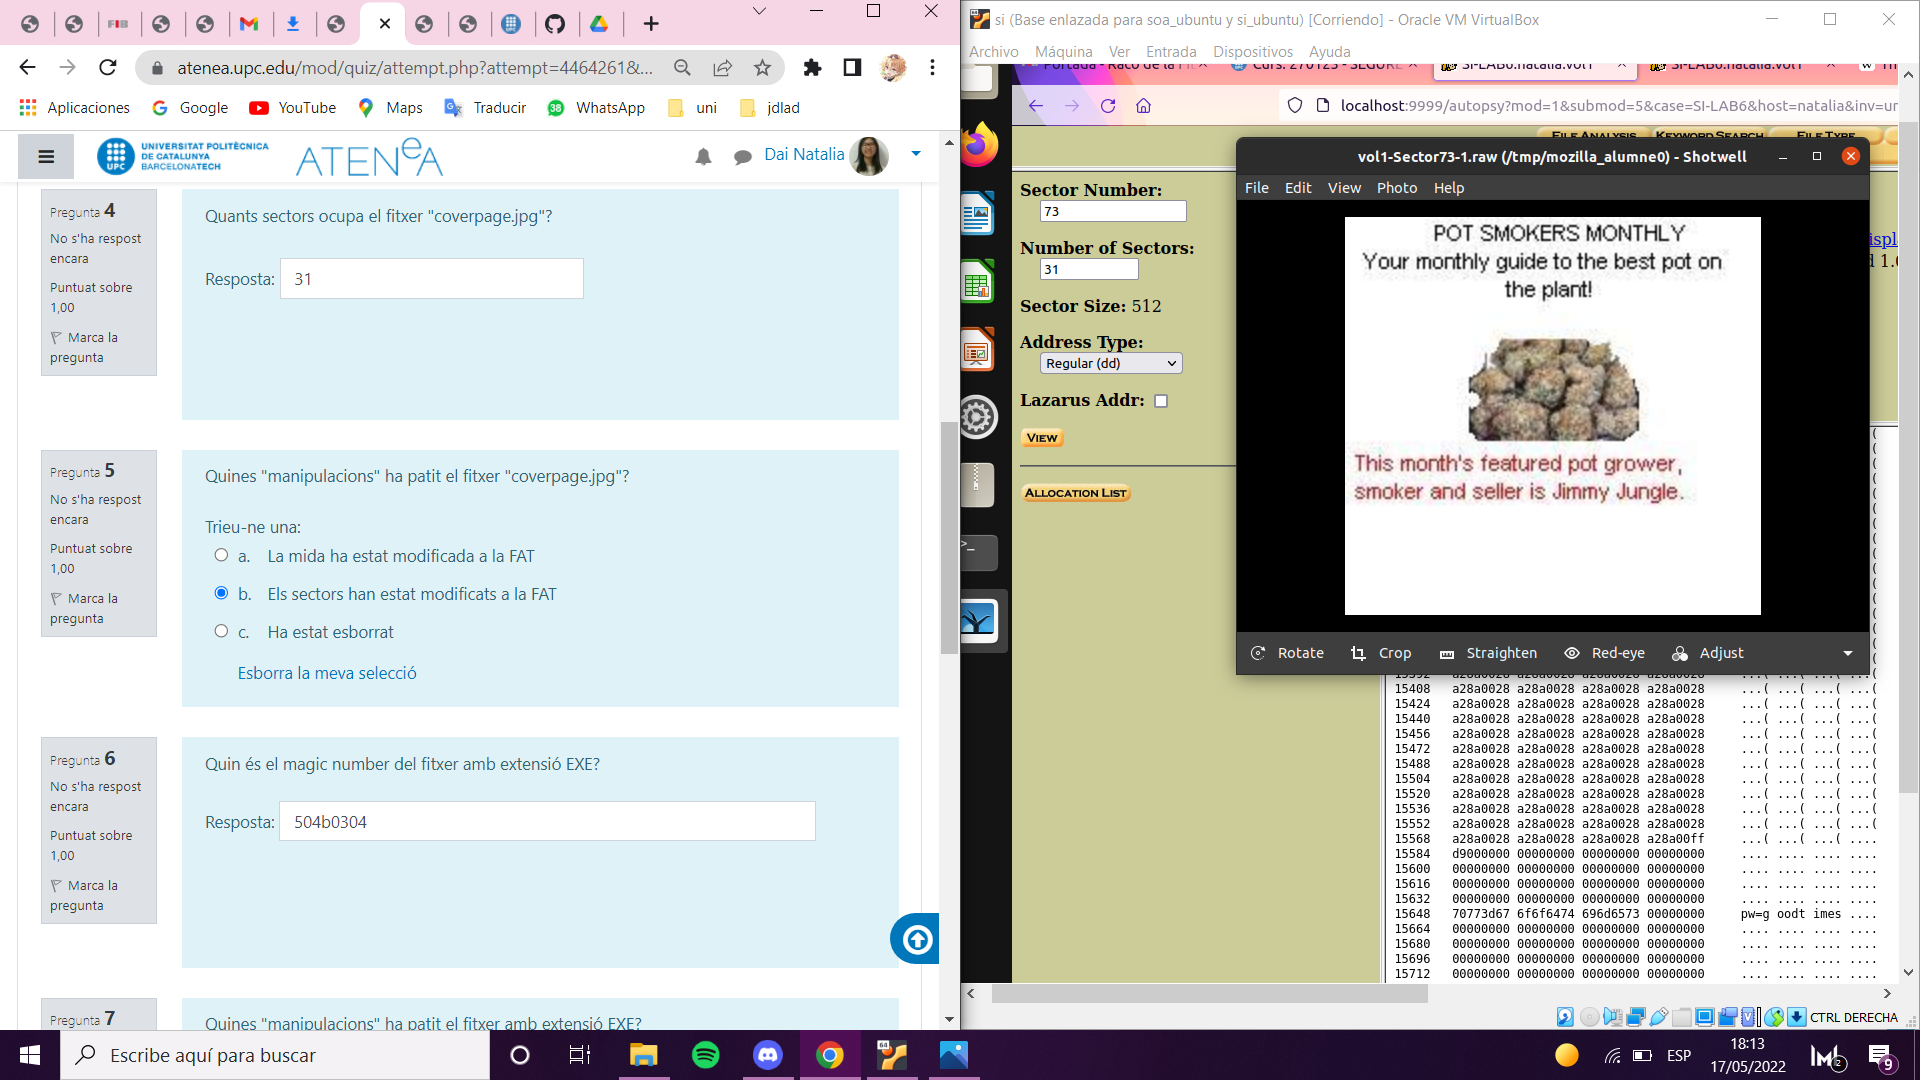 FIB
atenea.upc.edu/mod/quiz/attempt.php?attempt=4464261&...
Aplicaciones
Google
YouTube
Maps
Traducir
WhatsApp
uni
jdlad
UNIVERSITAT POLITÈCNICA
DE CATALUNYA
BARCELONATECH
UPC
ATENeA
Dai Natalia
Pregunta 4
No s'ha respost
encara
Puntuat sobre
1,00
Marca la
pregunta
Quants sectors ocupa el fitxer "coverpage.jpg"?
Resposta: 31
Pregunta 5
No s'ha respost
encara
Puntuat sobre
1,00
Marca la
pregunta
Quines "manipulacions" ha patit el fitxer "coverpage.jpg"?
Trieu-ne una:
a. La mida ha estat modificada a la FAT
b. Els sectors han estat modificats a la FAT
c. Ha estat esborrat
Esborra la meva selecció
Pregunta 6
No s'ha respost
encara
Puntuat sobre
1,00
Marca la
pregunta
Quin és el magic number del fitxer amb extensió EXE?
Resposta: 504b0304
Pregunta 7
Quines "manipulacions" ha patit el fitxer amb extensió EXE?
si (Base enlazada para soa_ubuntu y si_ubuntu) [Corriendo] - Oracle VM VirtualBox
Archivo Máquina Ver Entrada Dispositivos Ayuda
localhost:9999/autopsy?mod=1&submod=5&case=SI-LAB6&host=natalia&inv=ur
FILE ANALYSIS KEYWORD SEARCH FILE TYPE
Sector Number:
73
Number of Sectors:
31
Sector Size: 512
Address Type:
Regular (dd)
Lazarus Addr:
VIEW
ALLOCATION LIST
vol1-Sector73-1.raw (/tmp/mozilla_alumne0) - Shotwell
File Edit View Photo Help
POT SMOKERS MONTHLY
Your monthly guide to the best pot on
the plant!
This month's featured pot grower,
smoker and seller is Jimmy Jungle.
Rotate Crop Straighten Red-eye Adjust
15408 a28a0028 a28a0028 a28a0028 a28a0028 ...( ...( ...( ...(
15424 a28a0028 a28a0028 a28a0028 a28a0028 ...( ...( ...( ...(
15440 a28a0028 a28a0028 a28a0028 a28a0028 ...( ...( ...( ...(
15456 a28a0028 a28a0028 a28a0028 a28a0028 ...( ...( ...( ...(
15472 a28a0028 a28a0028 a28a0028 a28a0028 ...( ...( ...( ...(
15488 a28a0028 a28a0028 a28a0028 a28a0028 ...( ...( ...( ...(
15504 a28a0028 a28a0028 a28a0028 a28a0028 ...( ...( ...( ...(
15520 a28a0028 a28a0028 a28a0028 a28a0028 ...( ...( ...( ...(
15536 a28a0028 a28a0028 a28a0028 a28a0028 ...( ...( ...( ...(
15552 a28a0028 a28a0028 a28a0028 a28a0028 ...( ...( ...( ...(
15568 a28a0028 a28a0028 a28a0028 a28a00ff ...( ...( ...( ....
15584 d9000000 00000000 00000000 00000000 .... .... .... ....
15600 00000000 00000000 00000000 00000000 .... .... .... ....
15616 00000000 00000000 00000000 00000000 .... .... .... ....
15632 00000000 00000000 00000000 00000000 .... .... .... ....
15648 70773d67 6f6f6474 696d6573 00000000 pw=g oodt imes ....
15664 00000000 00000000 00000000 00000000 .... .... .... ....
15680 00000000 00000000 00000000 00000000 .... .... .... ....
15696 00000000 00000000 00000000 00000000 .... .... .... ....
15712 00000000 00000000 00000000 00000000 .... .... .... ....
CTRL DERECHA
Escribe aquí para buscar
ESP
18:13
17/05/2022
2
9